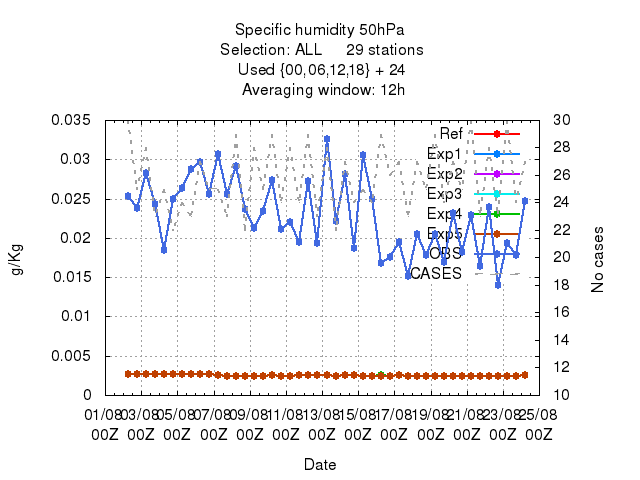 Specific humidity 50hPa
Selection: ALL     29 stations
Used {00,06,12,18} + 24
Averaging window: 12h
0.035
0.03
0.025
0.02
0.015
0.01
0.005
0
g/Kg
30
28
26
24
22
20
18
16
14
12
10
No cases
Ref
Exp1
Exp2
Exp3
Exp4
Exp5
OBS
CASES
01/08 03/08 05/08 07/08 09/08 11/08 13/08 15/08 17/08 19/08 21/08 23/08 25/08
00Z 00Z 00Z 00Z 00Z 00Z 00Z 00Z 00Z 00Z 00Z 00Z 00Z
Date